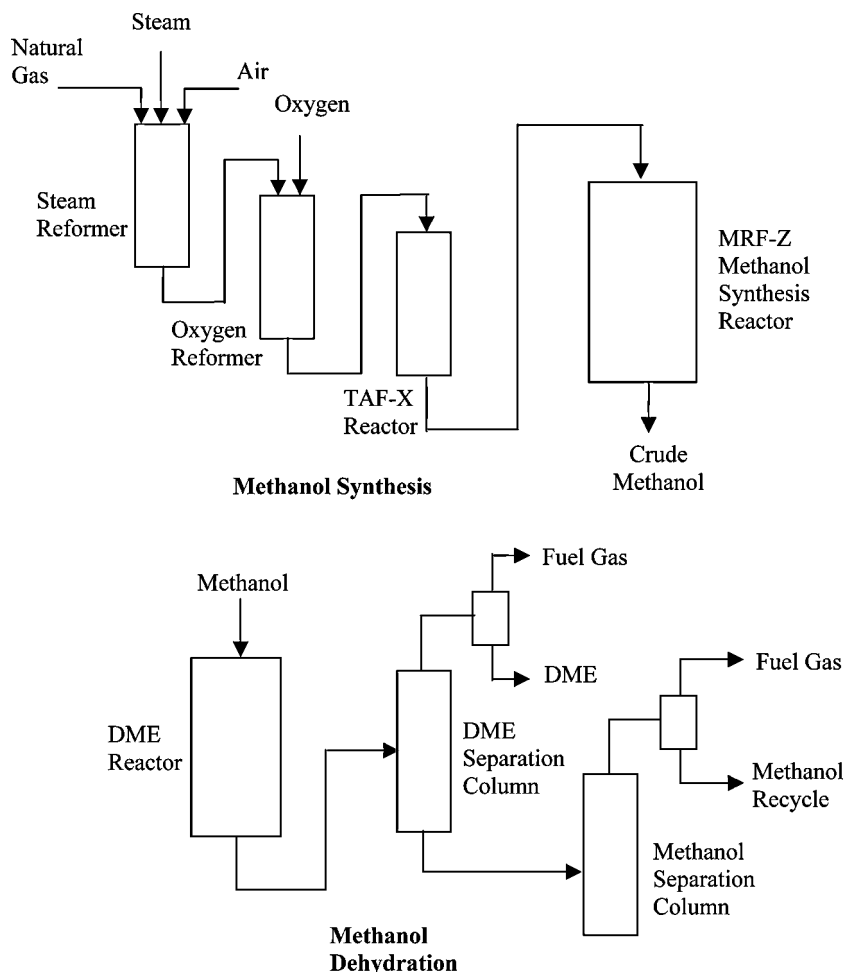 Steam
Natural
Gas
Air
Oxygen
Steam
Reformer
Oxygen
Reformer
TAF-X
Reactor
MRF-Z
Methanol
Synthesis
Reactor
Crude
Methanol
Methanol Synthesis
Methanol
Fuel Gas
DME
DME
Reactor
DME
Separation
Column
Fuel Gas
Methanol
Recycle
Methanol
Separation
Column
Methanol
Dehydration